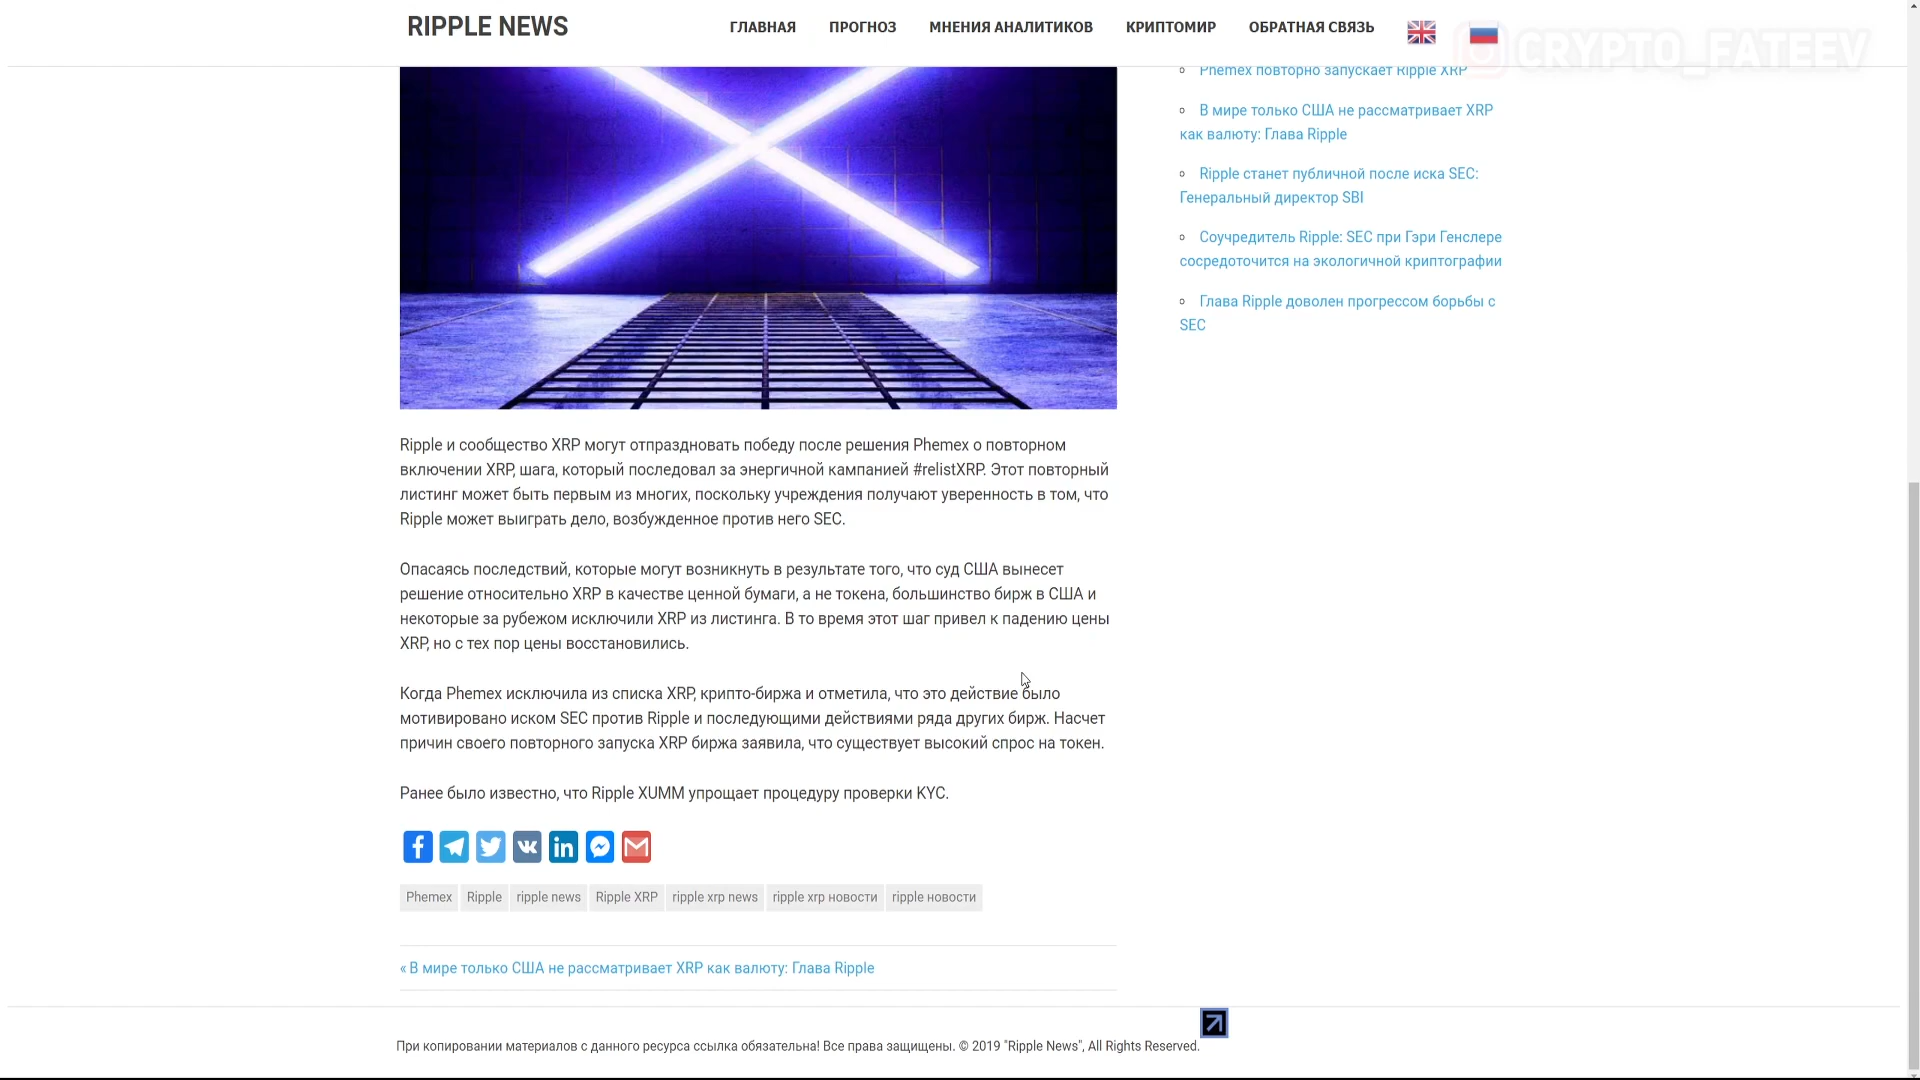 RIPPLE NEWS
ГЛАВНАЯ
ПРОГНОЗ
МНЕНИЯ АНАЛИТИКОВ
КРИПТОМИР
ОБРАТНАЯ СВЯЗЬ
CRYPTO_FATEEV
Phemex повторно запускает Ripple XRP
В мире только США не рассматривает XRP
как валюту: Глава Ripple
Ripple станет публичной после иска SEC:
Генеральный директор SBI
Соучредитель Ripple: SEC при Гэри Генслере
сосредоточится на экологичной криптографии
Глава Ripple доволен прогрессом борьбы с
SEC
Ripple и сообщество XRP могут отпраздновать победу после решения Phemex о повторном
включении XRP, шага, который последовал за энергичной кампанией #relistXRP. Этот повторный
листинг может быть первым из многих, поскольку учреждения получают уверенность в том, что
Ripple может выиграть дело, возбужденное против него SEC.
Опасаясь последствий, которые могут возникнуть в результате того, что суд США вынесет
решение относительно XRP в качестве ценной бумаги, а не токена, большинство бирж в США и
некоторые за рубежом исключили XRP из листинга. В то время этот шаг привел к падению цены
XRP, но с тех пор цены восстановились.
Когда Phemex исключила из списка XRP, крипто-биржа и отметила, что это действие было
мотивировано иском SEC против Ripple и последующими действиями ряда других бирж. Насчет
причин своего повторного запуска XRP биржа заявила, что существует высокий спрос на токен.
Ранее было известно, что Ripple XUMM упрощает процедуру проверки KYC.
Phemex
Ripple
ripple news
Ripple XRP
ripple xrp news
ripple xrp новости
ripple новости
« В мире только США не рассматривает XRP как валюту: Глава Ripple
При копировании материалов с данного ресурса ссылка обязательна! Все права защищены. © 2019 "Ripple News", All Rights Reserved.